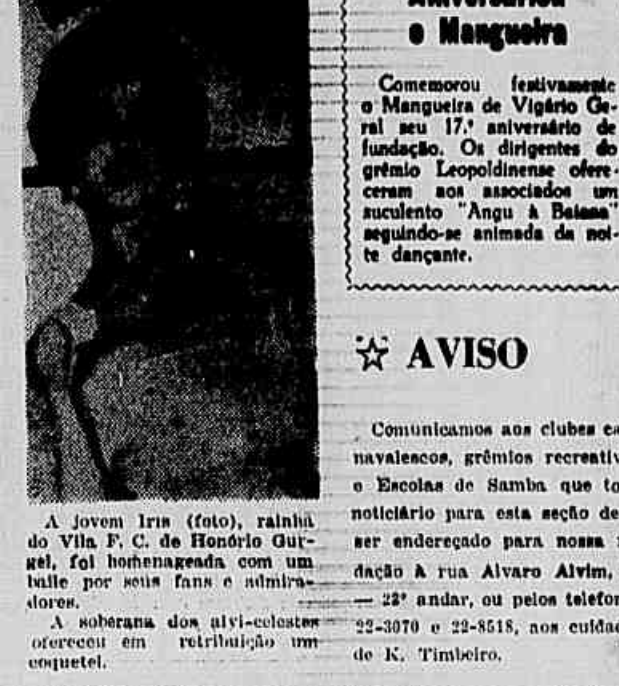 Aniversariou
o Mangueira
Comemorou festivamente
o Mangueira de Vigário Ge-
ral seu 17.º aniversário de
fundação. Os dirigentes do
grêmio Leopoldinense ofere-
ceram aos associados um
suculento "Angu à Baiana"
seguindo-se animada da noi-
te dançante.
☆ AVISO
Comunicamos aos clubes ca
navalescos, grêmios recreativ
e Escolas de Samba que to
noticiário para esta seção de
ser endereçado para nossa
dação à rua Alvaro Alvim,
— 22º andar, ou pelos telefon
22-3070 e 22-8518, aos cuidad
de K. Timbeiro.
A jovem Iris (foto), rainha
do Vila F. C. de Honório Gur-
gel, foi homenageada com um
baile por seus fans e admira-
dores.
A soberana dos alvi-celestes
ofereceu em retribuição um
coquetel.